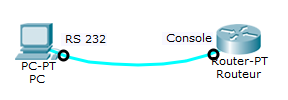 RS 232
Console
PC-PT
PC
Router-PT
Routeur